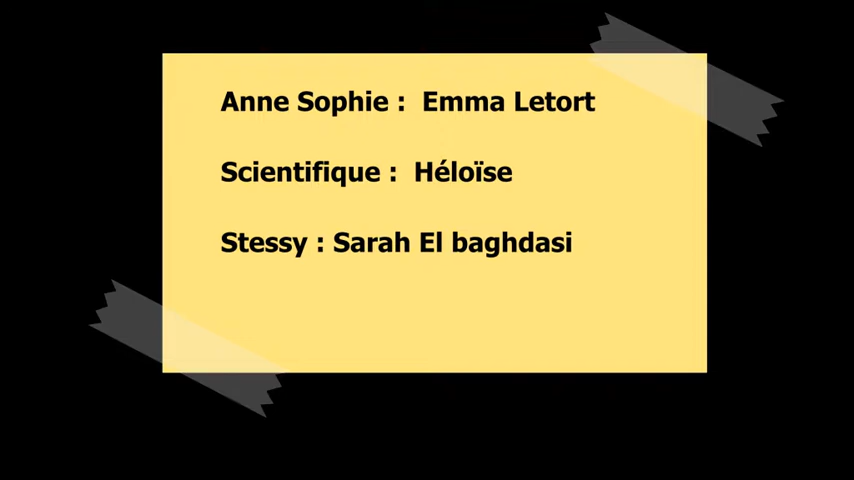 Anne Sophie : Emma Letort
Scientifique : Héloïse
Stessy : Sarah El baghdasi